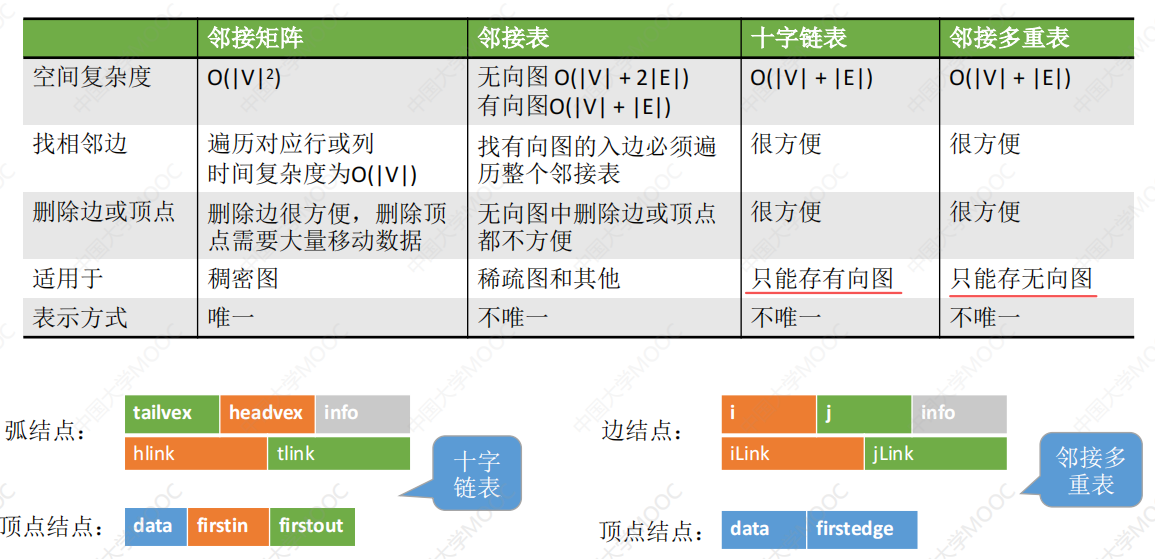 邻接矩阵 邻接表 十字链表 邻接多重表
空间复杂度 O(|V|²) 无向图 O(|V| + 2|E|) O(|V| + |E|) O(|V| + |E|)
有向图O(|V| + |E|)
找相邻边 遍历对应行或列 找有向图的入边必须遍 很方便 很方便
时间复杂度为O(|V|) 历整个邻接表
删除边或顶点 删除边很方便，删除顶 无向图中删除边或顶点 很方便 很方便
点需要大量移动数据 都不方便
适用于 稠密图 稀疏图和其他 只能存有向图 只能存无向图
表示方式 唯一 不唯一 不唯一 不唯一
弧结点： tailvex headvex info
hlink tlink
十字
链表
顶点结点： data firstin firstout
边结点： i j info
iLink jLink
邻接多
重表
顶点结点： data firstedge
中国大学MOOC